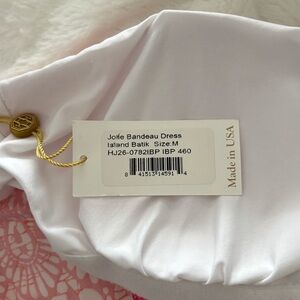 Jolie Bandeau Dress
Island Batik Size:M
HJ26-0782IBP IBP 460
8 41513 14591 4
Made in USA